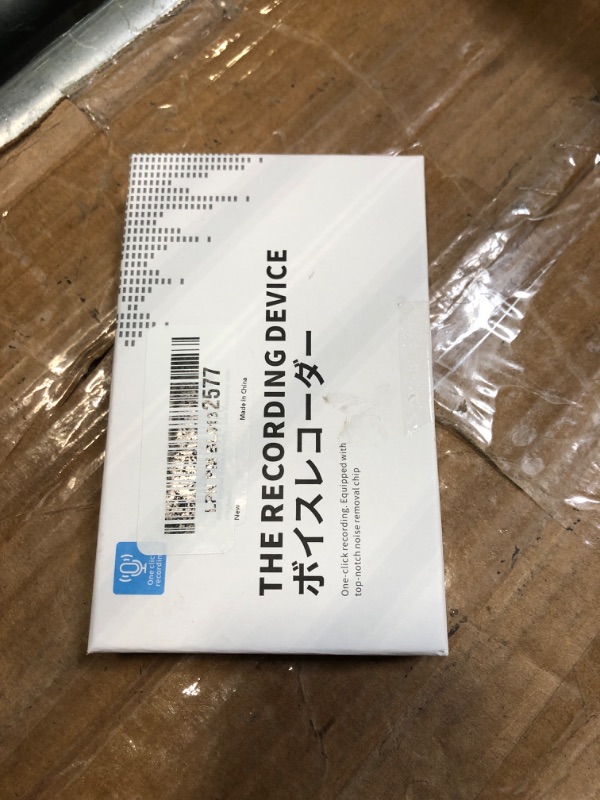 THE RECORDING DEVICE
ボイスレコーダー
One-click recording. Equipped with
top-notch noise removal chip
One click
recording
2577
New
Made in China